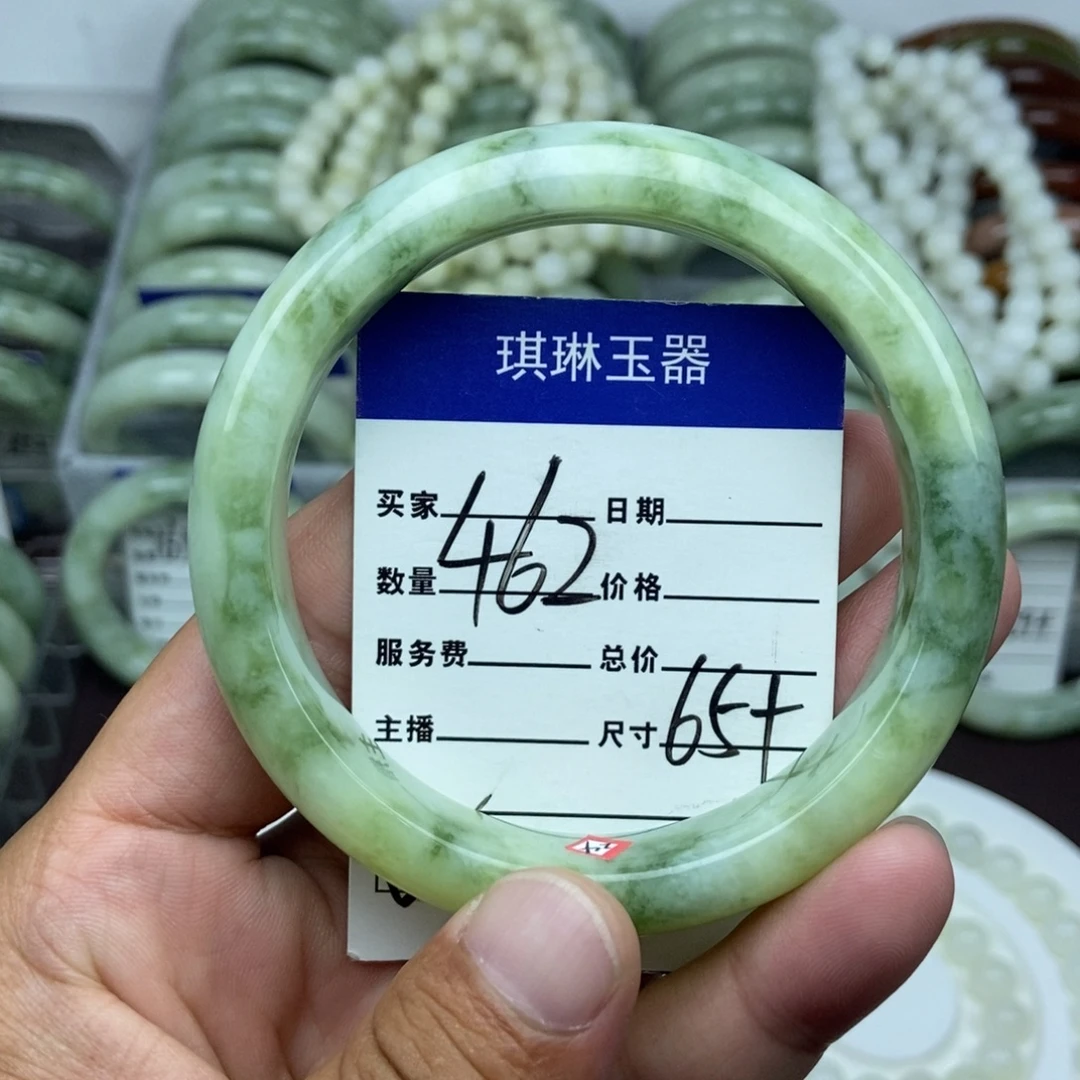 琪琳玉器
买家 日期
462
数量 价格
服务费 总价
主播 尺寸 65+